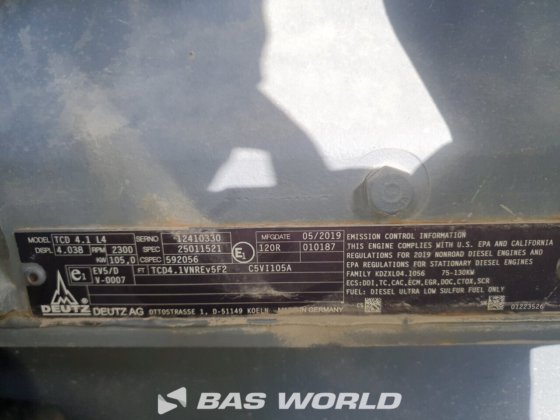 MODEL TCD 4.1 L4 SERNO 12410330 MFGDATE 05/2019
DISPL 4.038 RPM 2300 SPEC 25011521 120R 010187
KW 105,0 CSPEC 592056
e1 EV5/D V-0007 FT TCD4.1VNREv5F2 C5VI105A
E1
EMISSION CONTROL INFORMATION
THIS ENGINE COMPLIES WITH U.S. EPA AND CALIFORNIA
REGULATIONS FOR 2019 NONROAD DIESEL ENGINES AND
EPA REGULATIONS FOR STATIONARY DIESEL ENGINES
FAMILY KDZXL04.1056 75-130KW
ECS: DDI,TC,CAC,ECM,EGR,DOC,CTOX,SCR
FUEL: DIESEL ULTRA LOW SULFUR FUEL ONLY
DEUTZ DEUTZ AG OTTOSTRASSE 1, D-51149 KOELN MADE IN GERMANY
01223526
BAS WORLD